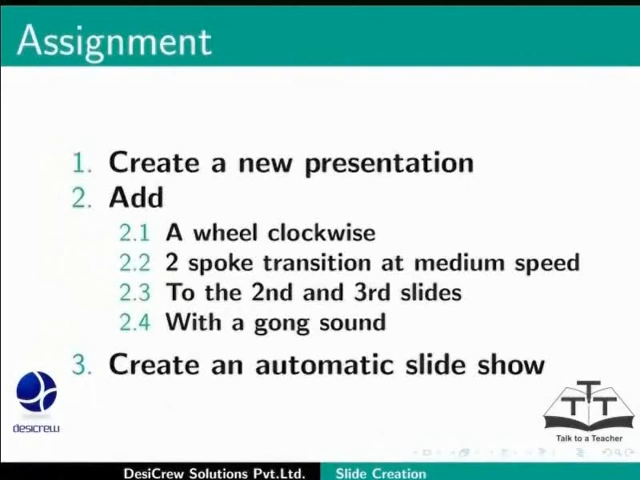 Assignment
1. Create a new presentation
2. Add
2.1 A wheel clockwise
2.2 2 spoke transition at medium speed
2.3 To the 2nd and 3rd slides
2.4 With a gong sound
3. Create an automatic slide show
desicrew
TTT
Talk to a Teacher
DesiCrew Solutions Pvt.Ltd. Slide Creation